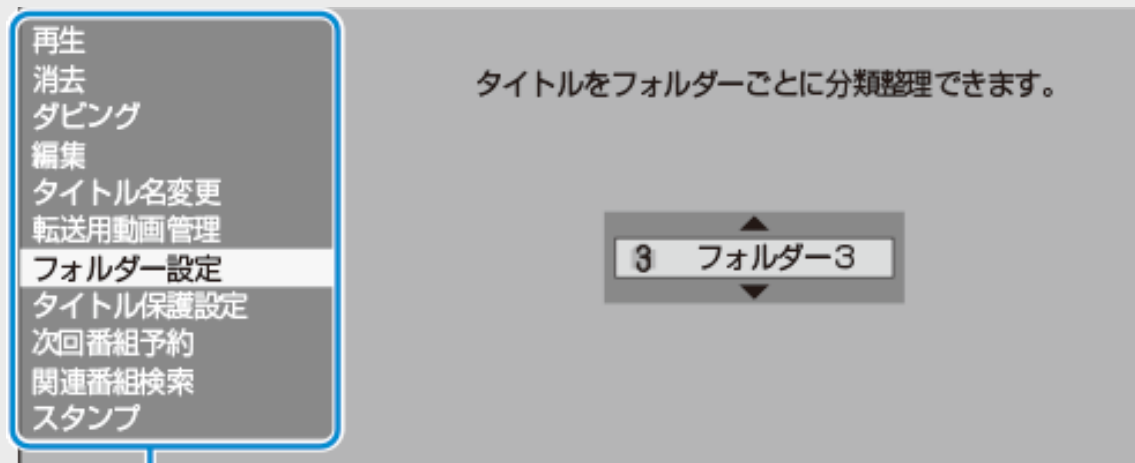 再生
消去
ダビング
編集
タイトル名変更
転送用動画管理
フォルダー設定
タイトル保護設定
次回番組予約
関連番組検索
スタンプ
タイトルをフォルダーごとに分類整理できます。
3 フォルダー3